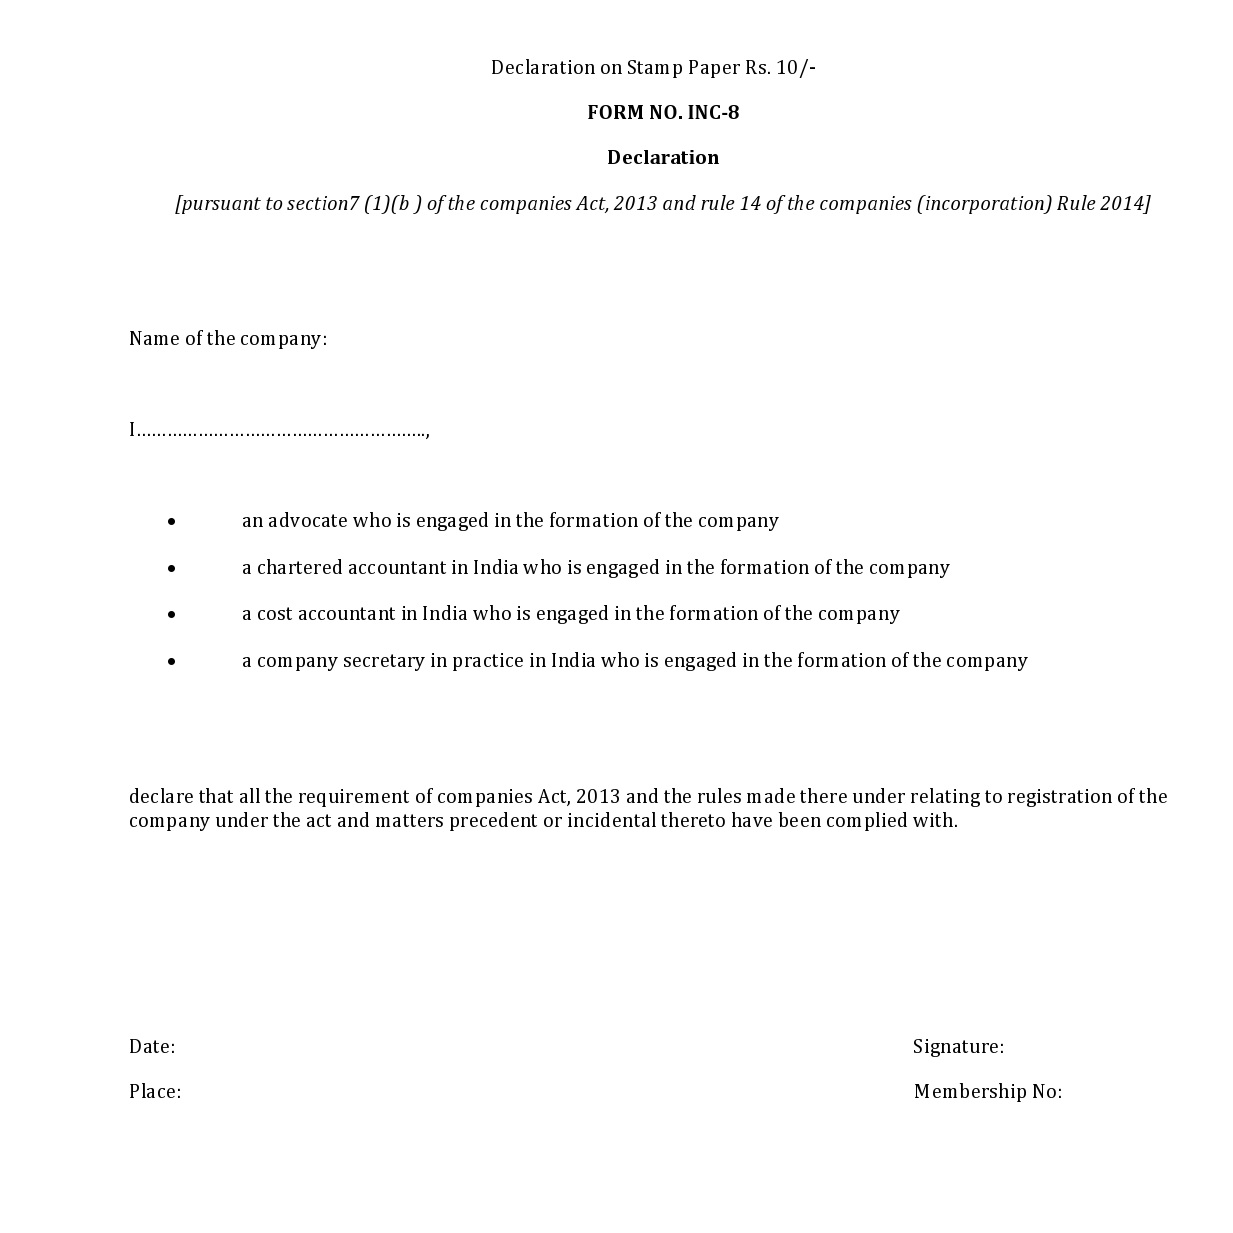 Declaration on Stamp Paper Rs. 10/-
FORM NO. INC-8
Declaration
[pursuant to section7 (1)(b ) of the companies Act, 2013 and rule 14 of the companies (incorporation) Rule 2014]
Name of the company:
I……………………………………………….,
• an advocate who is engaged in the formation of the company
• a chartered accountant in India who is engaged in the formation of the company
• a cost accountant in India who is engaged in the formation of the company
• a company secretary in practice in India who is engaged in the formation of the company
declare that all the requirement of companies Act, 2013 and the rules made there under relating to registration of the
company under the act and matters precedent or incidental thereto have been complied with.
Date: Signature:
Place: Membership No: